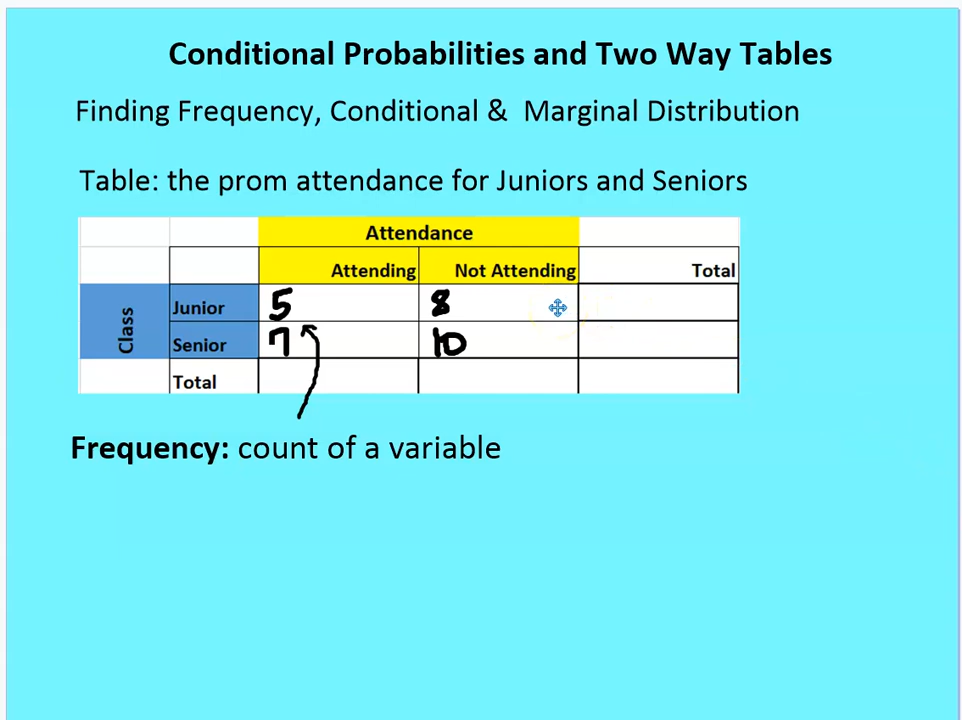 Conditional Probabilities and Two Way Tables
Finding Frequency, Conditional & Marginal Distribution
Table: the prom attendance for Juniors and Seniors
Attendance
Attending Not Attending Total
Class
Junior 5 8
Senior 7 10
Total
Frequency: count of a variable